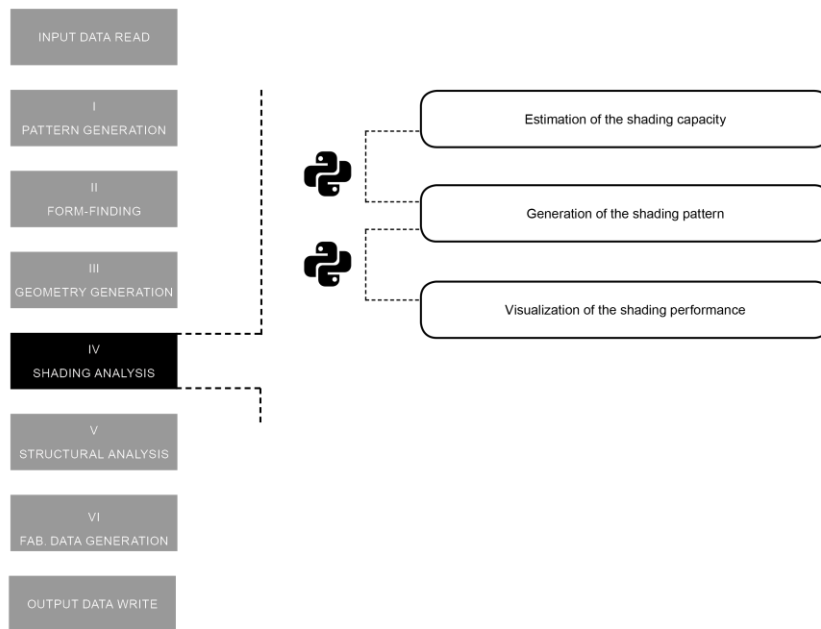 INPUT DATA READ
I
PATTERN GENERATION
II
FORM-FINDING
III
GEOMETRY GENERATION
IV
SHADING ANALYSIS
V
STRUCTURAL ANALYSIS
VI
FAB. DATA GENERATION
OUTPUT DATA WRITE
Estimation of the shading capacity
Generation of the shading pattern
Visualization of the shading performance